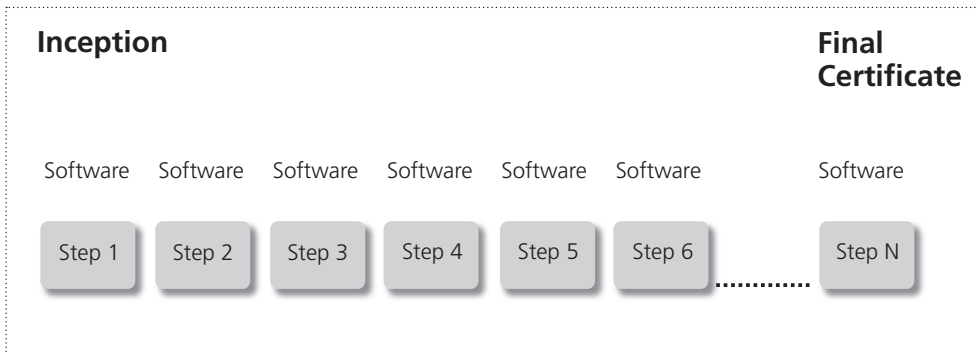 Inception
Final
Certificate
Software Software Software Software Software Software Software
Step 1 Step 2 Step 3 Step 4 Step 5 Step 6 ............. Step N